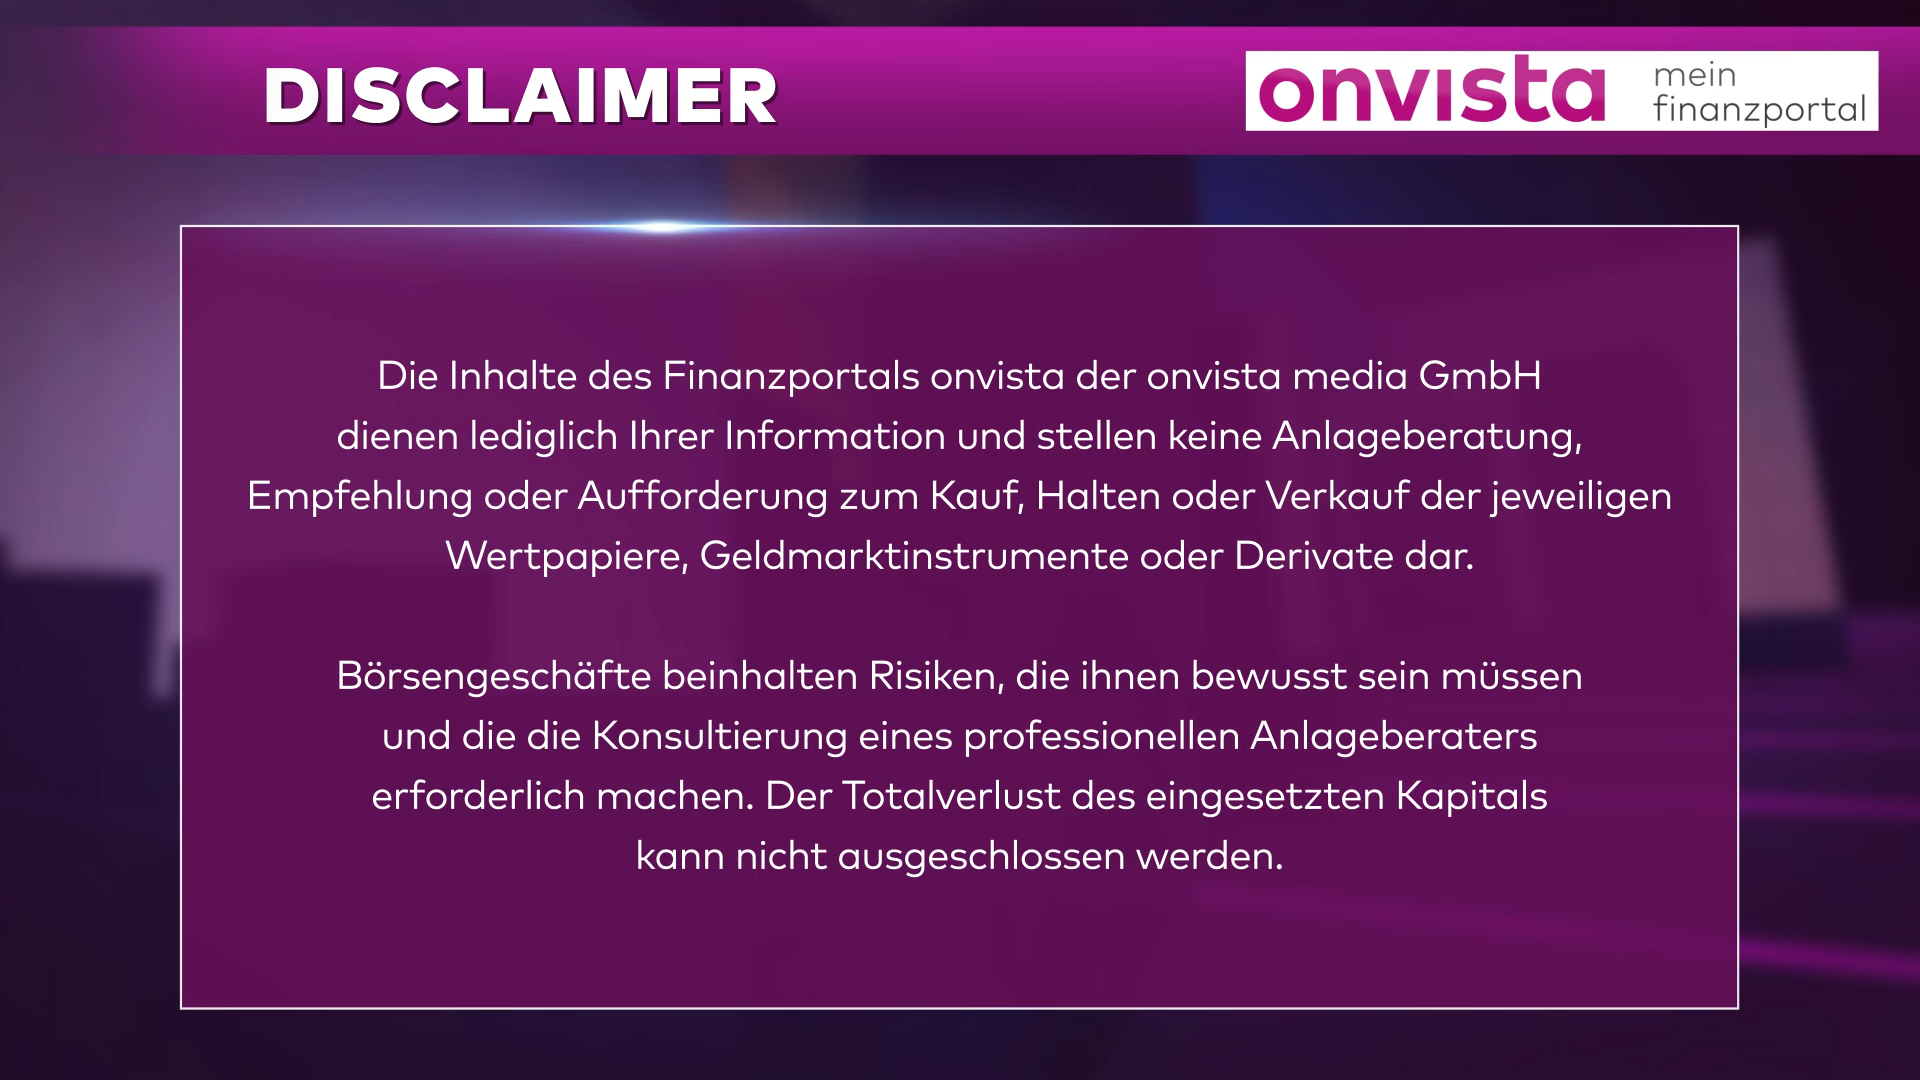 DISCLAIMER
onvista
mein
finanzportal
Die Inhalte des Finanzportals onvista der onvista media GmbH
dienen lediglich Ihrer Information und stellen keine Anlageberatung,
Empfehlung oder Aufforderung zum Kauf, Halten oder Verkauf der jeweiligen
Wertpapiere, Geldmarktinstrumente oder Derivate dar.
Börsengeschäfte beinhalten Risiken, die ihnen bewusst sein müssen
und die die Konsultierung eines professionellen Anlageberaters
erforderlich machen. Der Totalverlust des eingesetzten Kapitals
kann nicht ausgeschlossen werden.